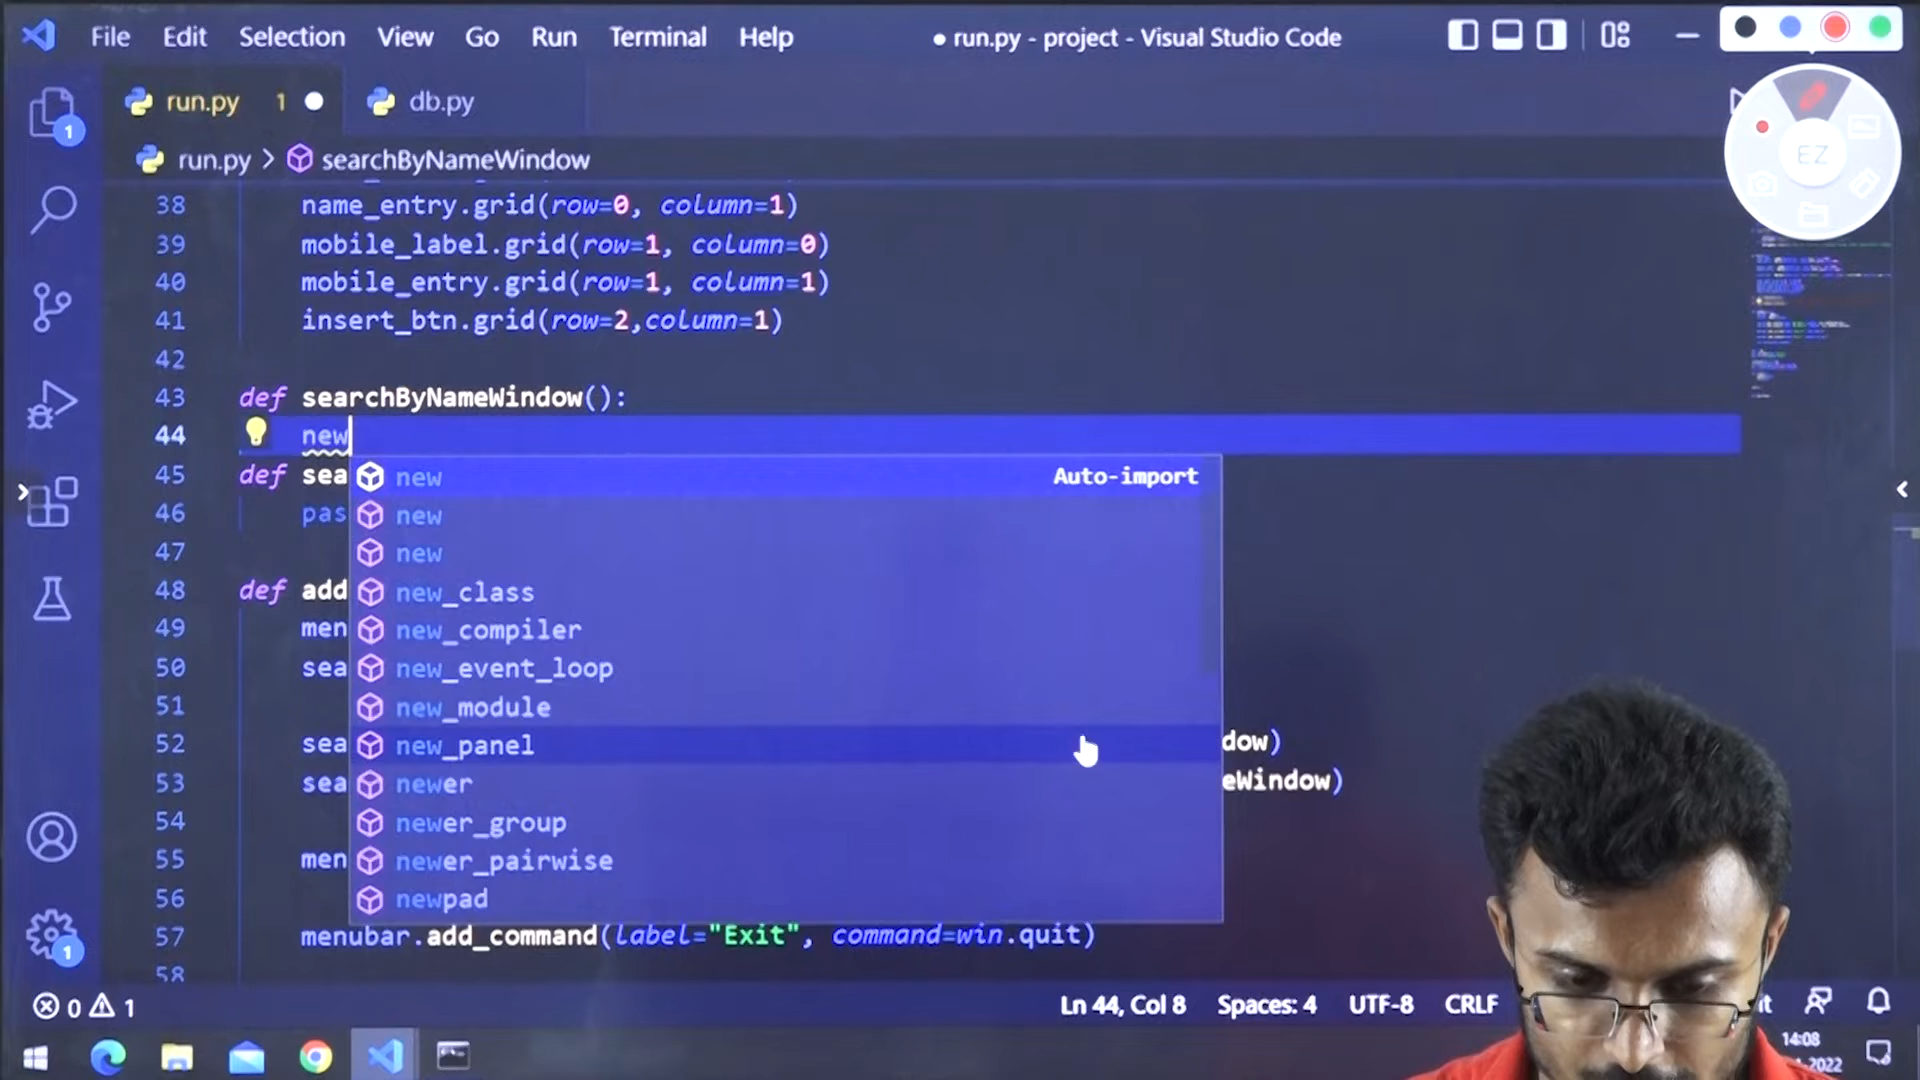 File Edit Selection View Go Run Terminal Help
● run.py - project - Visual Studio Code
run.py 1 ● db.py
EZ
run.py > searchByNameWindow
38 name_entry.grid(row=0, column=1)
39 mobile_label.grid(row=1, column=0)
40 mobile_entry.grid(row=1, column=1)
41 insert_btn.grid(row=2,column=1)
42
43 def searchByNameWindow():
44 new
45 def sea
46 pas
47
48 def add
49 men
50 sea
51
52 sea dow)
53 sea eWindow)
54
55 men
56
57 menubar.add_command(label="Exit", command=win.quit)
58
new Auto-import
new
new
new_class
new_compiler
new_event_loop
new_module
new_panel
newer
newer_group
newer_pairwise
newpad
1
1
0 1
Ln 44, Col 8 Spaces: 4 UTF-8 CRLF
14:08
-2022